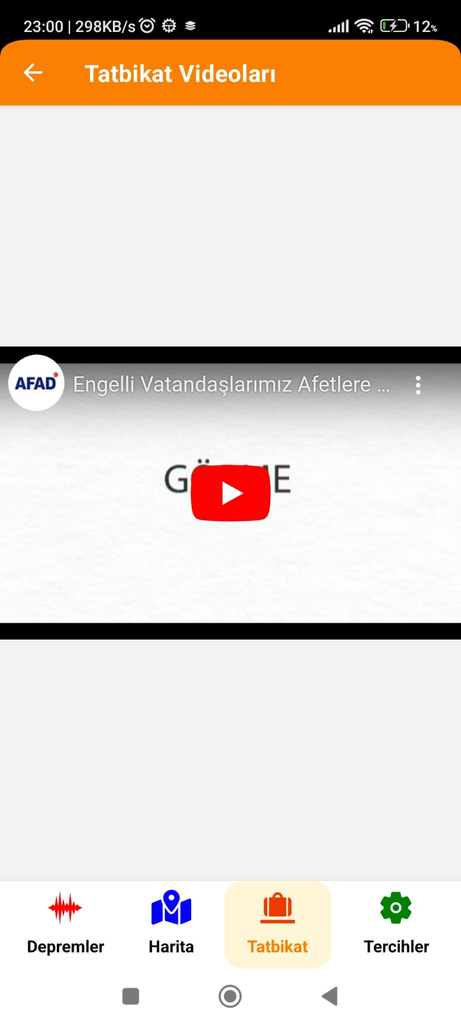 23:00 | 298KB/s
12%
Tatbikat Videoları
AFAD
Engelli Vatandaşlarımız Afetlere ...
Depremler
Harita
Tatbikat
Tercihler